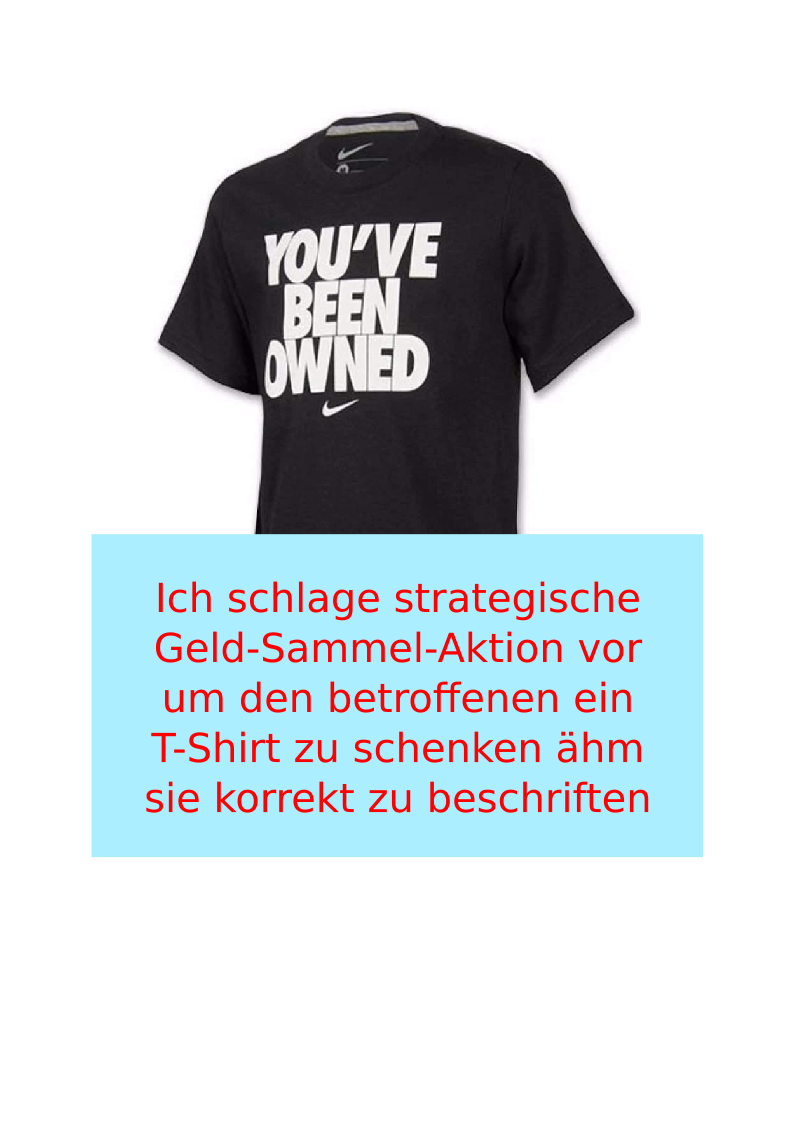 YOU'VE
BEEN
OWNED
Ich schlage strategische
Geld-Sammel-Aktion vor
um den betroffenen ein
T-Shirt zu schenken ähm
sie korrekt zu beschriften